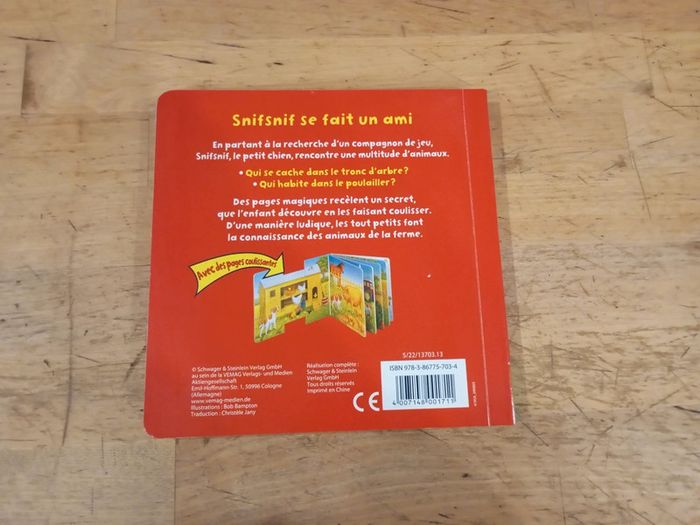 Snifsnif se fait un ami
En partant à la recherche d'un compagnon de jeu,
Snifsnif, le petit chien, rencontre une multitude d'animaux.
• Qui se cache dans le tronc d'arbre?
• Qui habite dans le poulailler?
Des pages magiques recèlent un secret,
que l'enfant découvre en les faisant coulisser.
D'une manière ludique, les tout petits font
la connaissance des animaux de la ferme.
Avec des pages coulissantes
© Schwager & Steinlein Verlag GmbH
au sein de la VEMAG Verlags- und Medien
Aktiengesellschaft
Emil-Hoffmann-Str. 1, 50996 Cologne
(Allemagne)
www.vemag-medien.de
Illustrations : Bob Bampton
Traduction : Christèle Jany
Réalisation complète :
Schwager & Steinlein
Verlag GmbH
Tous droits réservés
Imprimé en Chine
CE
5/22/13703.13
ISBN 978-3-86775-703-4
4 007148 001711